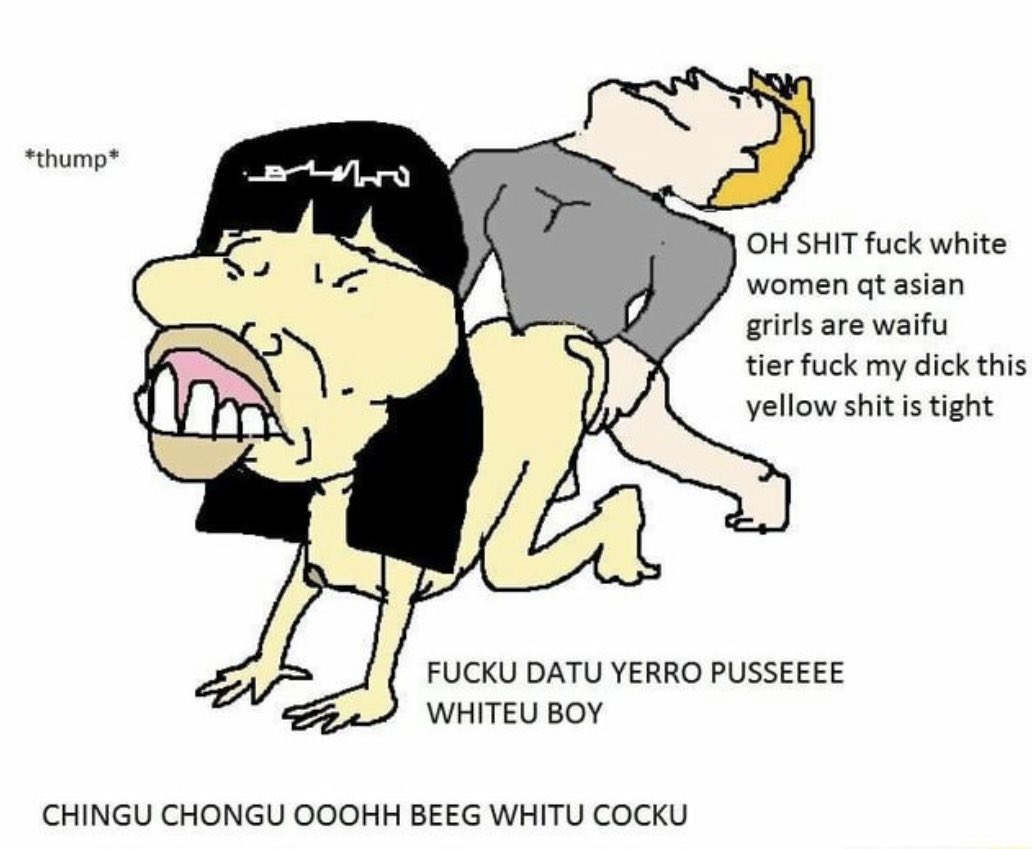 *thump*
OH SHIT fuck white
women qt asian
grirls are waifu
tier fuck my dick this
yellow shit is tight
FUCKU DATU YERRO PUSSEEEE
WHITEU BOY
CHINGU CHONGU OOOHH BEEG WHITU COCKU